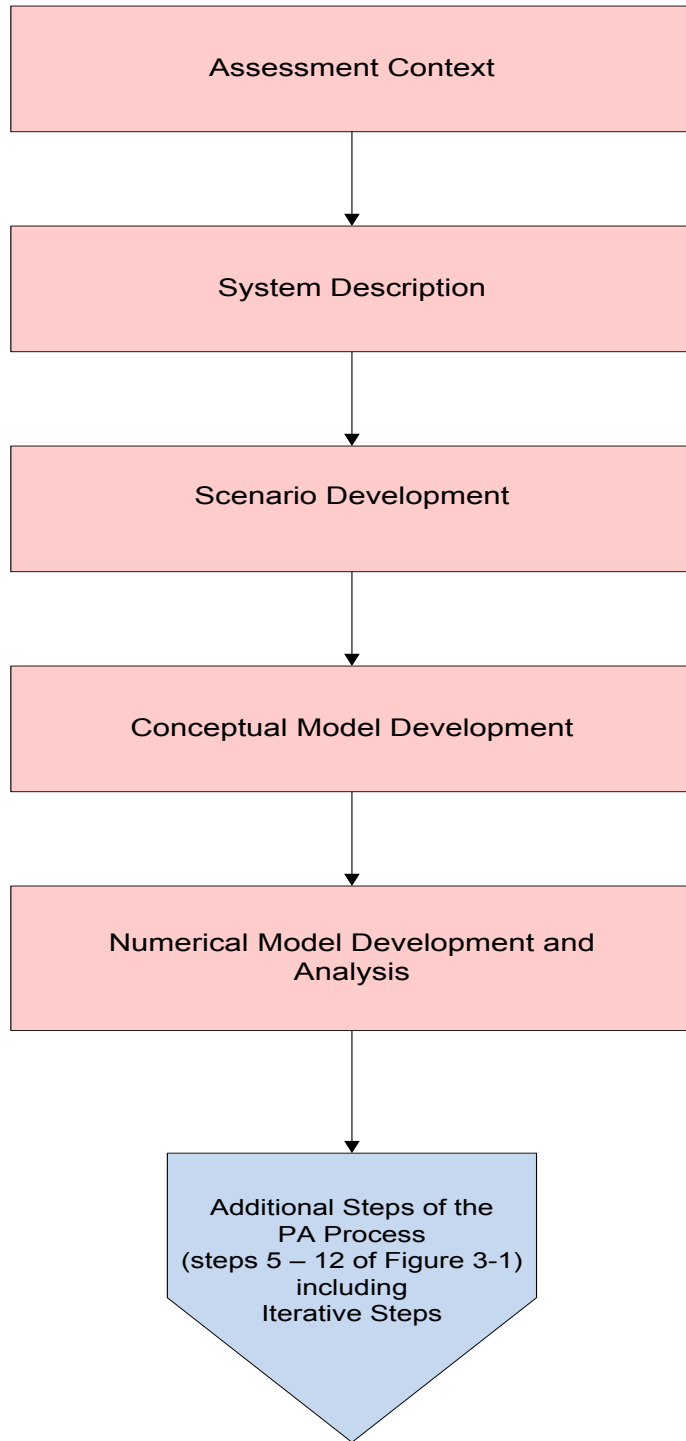 Assessment Context
System Description
Scenario Development
Conceptual Model Development
Numerical Model Development and
Analysis
Additional Steps of the
PA Process
(steps 5 – 12 of Figure 3-1)
including
Iterative Steps